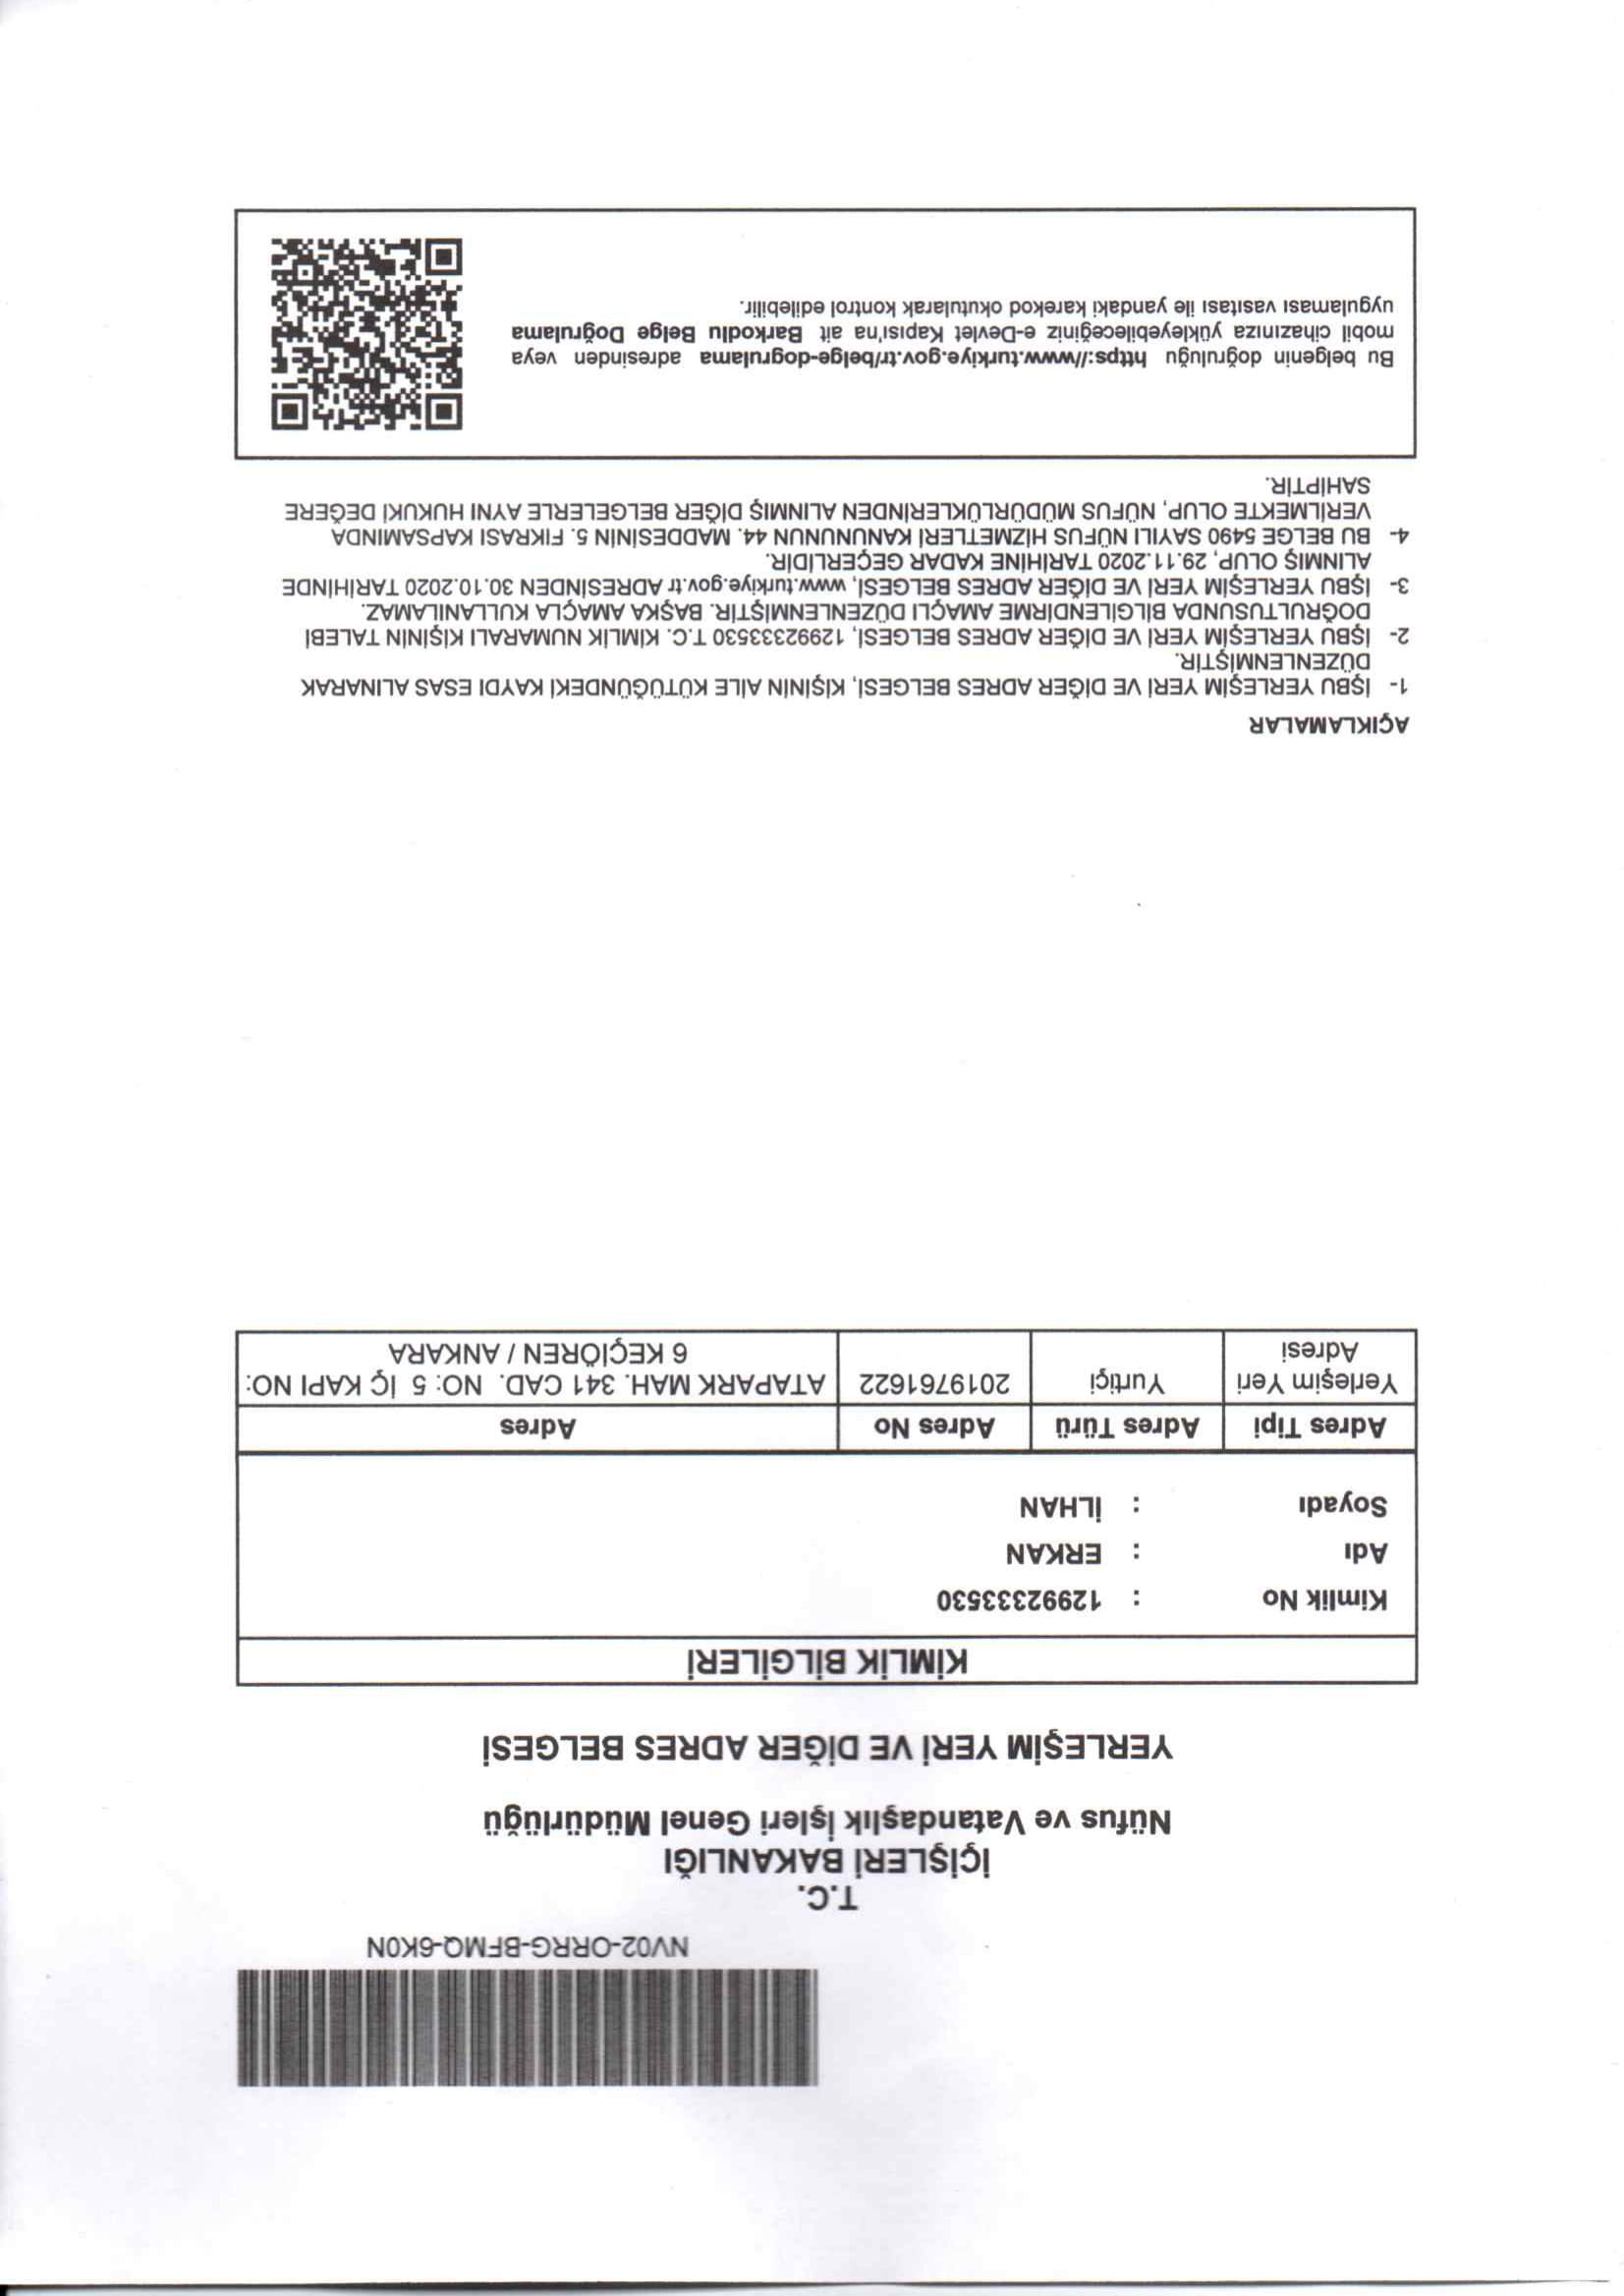 NV02-ORRG-BFMQ-6K0N
T.C.
İÇİŞLERİ BAKANLIĞI
Nüfus ve Vatandaşlık İşleri Genel Müdürlüğü
YERLEŞİM YERİ VE DİĞER ADRES BELGESİ
KİMLİK BİLGİLERİ
Kimlik No : 12992333530
Adı : ERKAN
Soyadı : İLHAN
Adres Tipi Adres Türü Adres No Adres
Yerleşim Yeri Yurtiçi 2019761622 ATAPARK MAH. 341 CAD. NO: 5 İÇ KAPI NO:
Adresi 6 KEÇİÖREN / ANKARA
AÇIKLAMALAR
1- İŞBU YERLEŞİM YERİ VE DİĞER ADRES BELGESİ, KİŞİNİN AİLE KÜTÜĞÜNDEKİ KAYDI ESAS ALINARAK
DÜZENLENMİŞTİR.
2- İŞBU YERLEŞİM YERİ VE DİĞER ADRES BELGESİ, 12992333530 T.C. KİMLİK NUMARALI KİŞİNİN TALEBİ
DOĞRULTUSUNDA BİLGİLENDİRME AMAÇLI DÜZENLENMİŞTİR. BAŞKA AMAÇLA KULLANILAMAZ.
3- İŞBU YERLEŞİM YERİ VE DİĞER ADRES BELGESİ, www.turkiye.gov.tr ADRESİNDEN 30.10.2020 TARİHİNDE
ALINMIŞ OLUP, 29.11.2020 TARİHİNE KADAR GEÇERLİDİR.
4- BU BELGE 5490 SAYILI NÜFUS HİZMETLERİ KANUNUNUN 44. MADDESİNİN 5. FIKRASI KAPSAMINDA
VERİLMEKTE OLUP, NÜFUS MÜDÜRLÜKLERİNDEN ALINMIŞ DİĞER BELGELERLE AYNI HUKUKİ DEĞERE
SAHİPTİR.
Bu belgenin doğruluğu https://www.turkiye.gov.tr/belge-dogrulama adresinden veya
mobil cihazınıza yükleyebileceğiniz e-Devlet Kapısı'na ait Barkodlu Belge Doğrulama
uygulaması vasıtası ile yandaki karekod okutularak kontrol edilebilir.